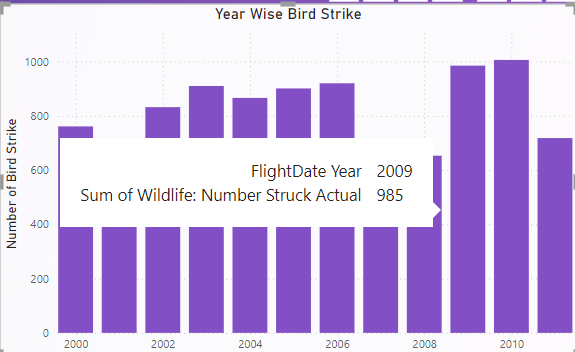 Year Wise Bird Strike
Number of Bird Strike
1000
800
600
400
200
0
FlightDate Year 2009
Sum of Wildlife: Number Struck Actual 985
2000 2002 2004 2006 2008 2010